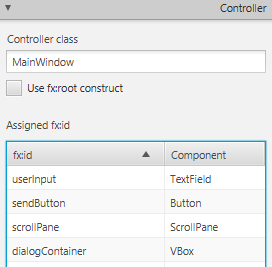 Controller
Controller class
MainWindow
Use fx:root construct
Assigned fx:id
fx:id Component
userInput TextField
sendButton Button
scrollPane ScrollPane
dialogContainer VBox